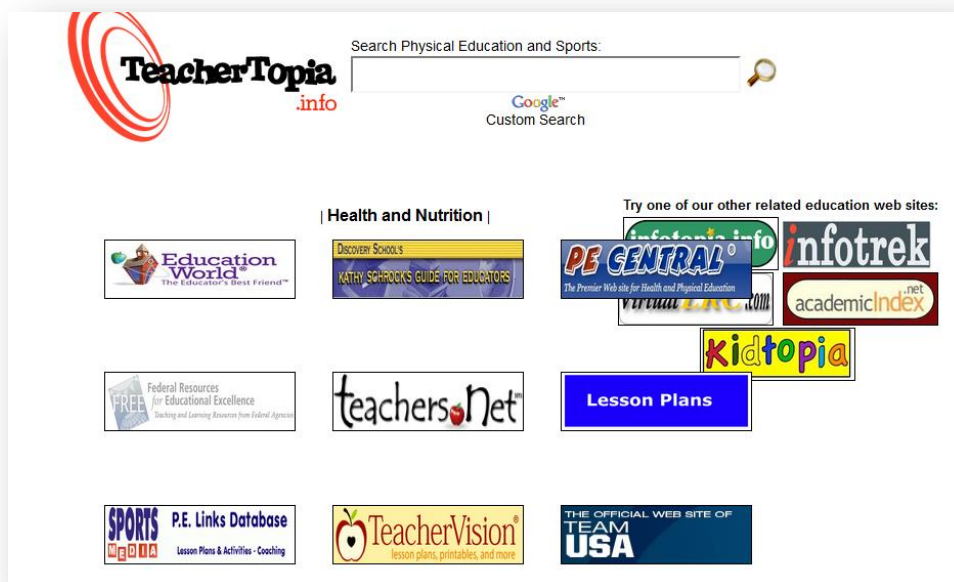 Search Physical Education and Sports:
TeacherTopia
.info
Google™
Custom Search
Try one of our other related education web sites:
| Health and Nutrition |
infotopia.info
infotrek
Education
World®
The Educator's Best Friend™
DISCOVERY SCHOOL'S
KATHY SCHROCK'S GUIDE FOR EDUCATORS
PE CENTRAL®
The Premier Web site for Health and Physical Education
Virtual LRC.com
academicIndex
.net
kidtopia
FREE
Federal Resources
for Educational Excellence
Teaching and Learning Resources from Federal Agencies
teachers.net
Lesson Plans
SPORTS
MEDIA
P.E. Links Database
Lesson Plans & Activities - Coaching
TeacherVision®
lesson plans, printables, and more
THE OFFICIAL WEB SITE OF
TEAM
USA